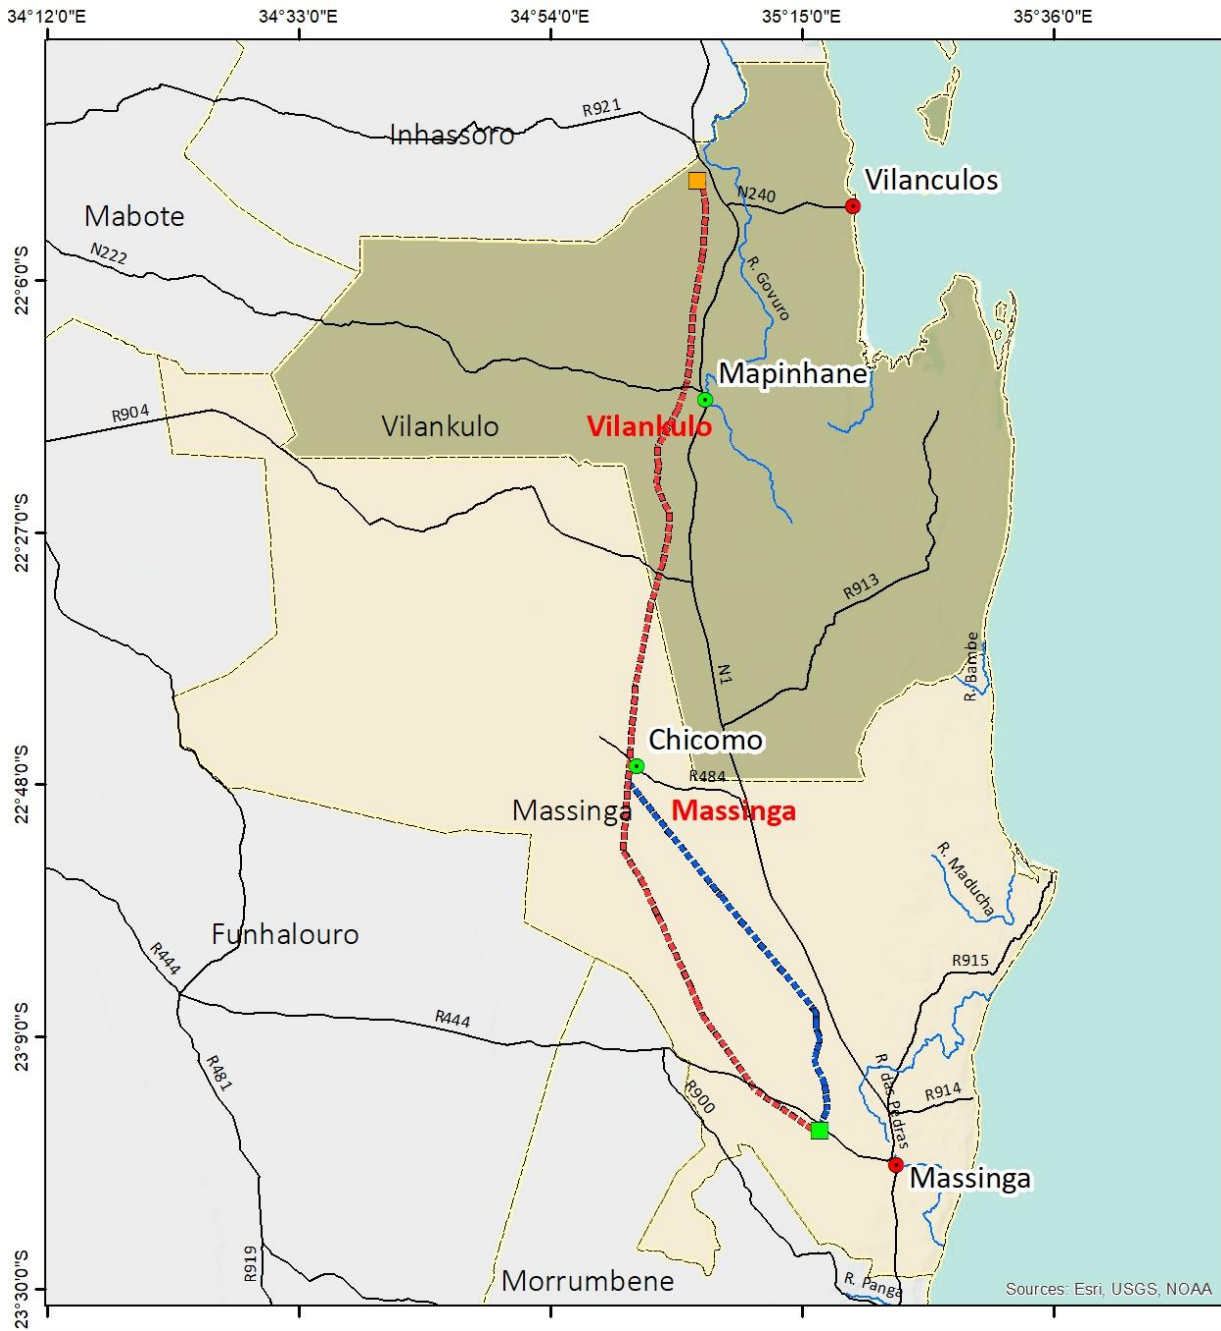 34°12'0"E
34°33'0"E
34°54'0"E
35°15'0"E
35°36'0"E
R921
Inhassoro
Vilanculos
N240
Mabote
N222
22°6'0"S
R. Govuro
Mapinhane
R904
Vilankulo
Vilankulo
22°27'0"S
R913
R. Bambe
N1
Chicomo
R484
22°48'0"S
Massinga
Massinga
R. Maducha
Funhalouro
R444
R915
R444
23°9'0"S
R481
R900
R. das Pedras
R914
Massinga
R919
Morrumbene
R. Panga
23°30'0"S
Sources: Esri, USGS, NOAA